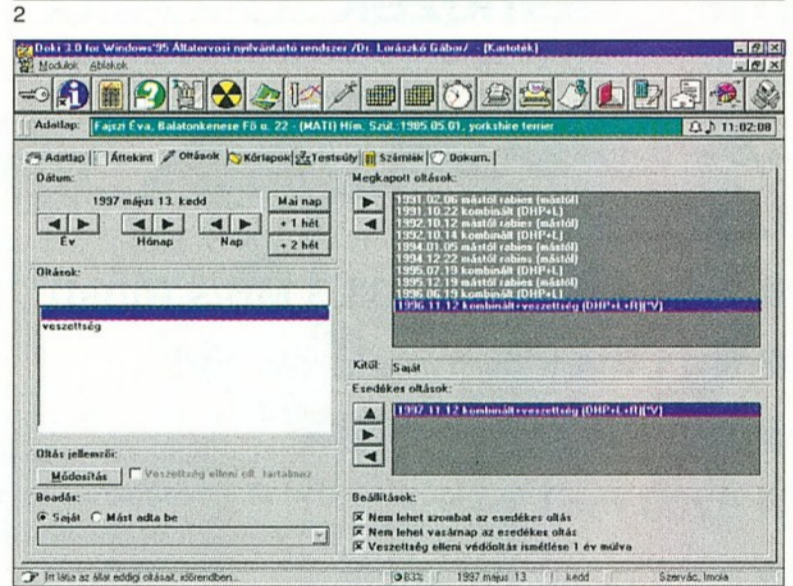 2
Doki 3.0 for Windows'95 Állatorvosi nyilvántartó rendszer /Dr. Lorászkó Gábor/ - [Kartoték]
Modulok Ablakok
Adatlap: Fajszi Éva, Balatonkenese Fő u. 22 - (MATI) Hím, Szül.:1985.05.01, yorkshire terrier
11:02:08
Adatlap Áttekint Oltások Kórlapok Testsúly Számlák Dokum.
Dátum:
1997 május 13. kedd
Mai nap
+ 1 hét
+ 2 hét
Év Hónap Nap
Oltások:
veszettség
Oltás jellemzői:
Módosítás
Veszettség elleni olt. tartalmaz
Beadás:
Saját Mást adta be
Megkapott oltások:
1991.02.06 mástól rabies (mástól)
1991.10.22 kombinált (DHP+L)
1992.10.12 mástól rabies (mástól)
1992.10.14 kombinált (DHP+L)
1994.01.05 mástól rabies (mástól)
1994.12.22 mástól rabies (mástól)
1995.07.19 kombinált (DHP+L)
1995.12.19 mástól rabies (mástól)
1996.06.19 kombinált (DHP+L)
1996.11.12 kombinált+veszettség (DHP+L+R)(*V)
Kitől: Saját
Esedékes oltások:
1997.11.12 kombinált+veszettség (DHP+L+R)(*V)
Beállítások:
Nem lehet szombat az esedékes oltás
Nem lehet vasárnap az esedékes oltás
Veszettség elleni védőoltás ismétlése 1 év múlva
Itt látja az állat eddigi oltásait, időrendben...
83%
1997 május 13.
kedd
Szervác, Imola